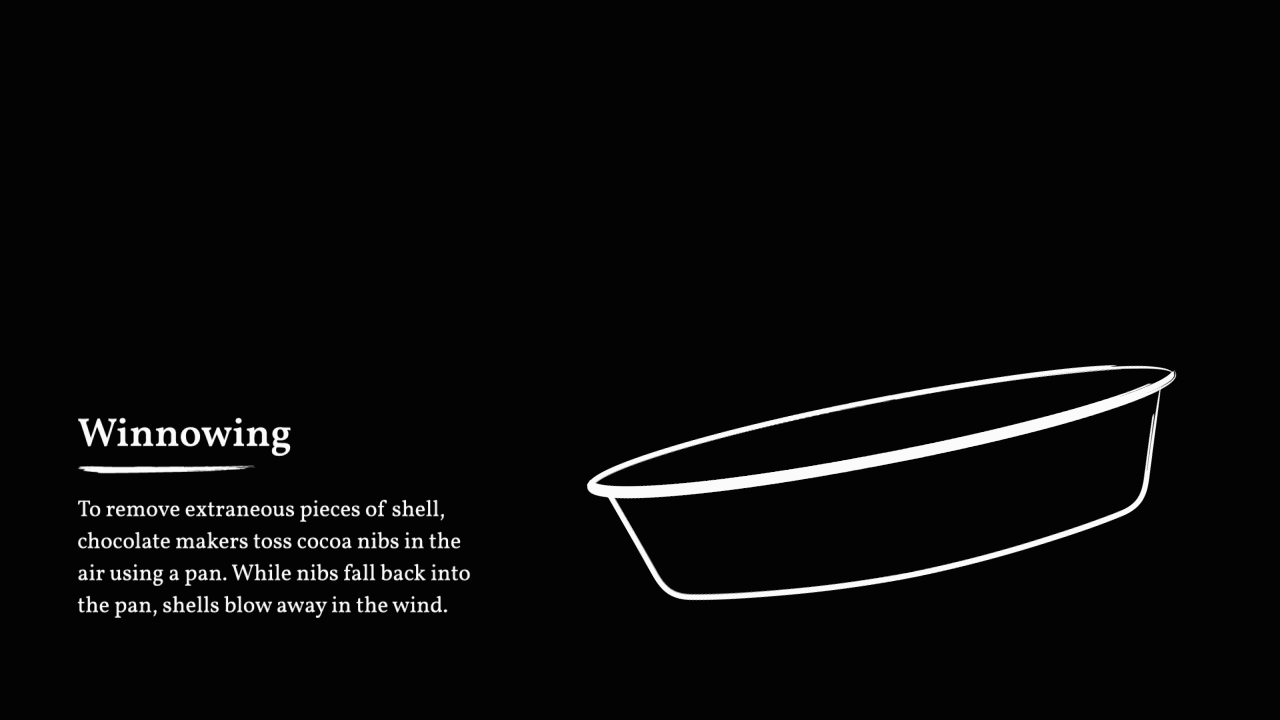 Winnowing
To remove extraneous pieces of shell,
chocolate makers toss cocoa nibs in the
air using a pan. While nibs fall back into
the pan, shells blow away in the wind.